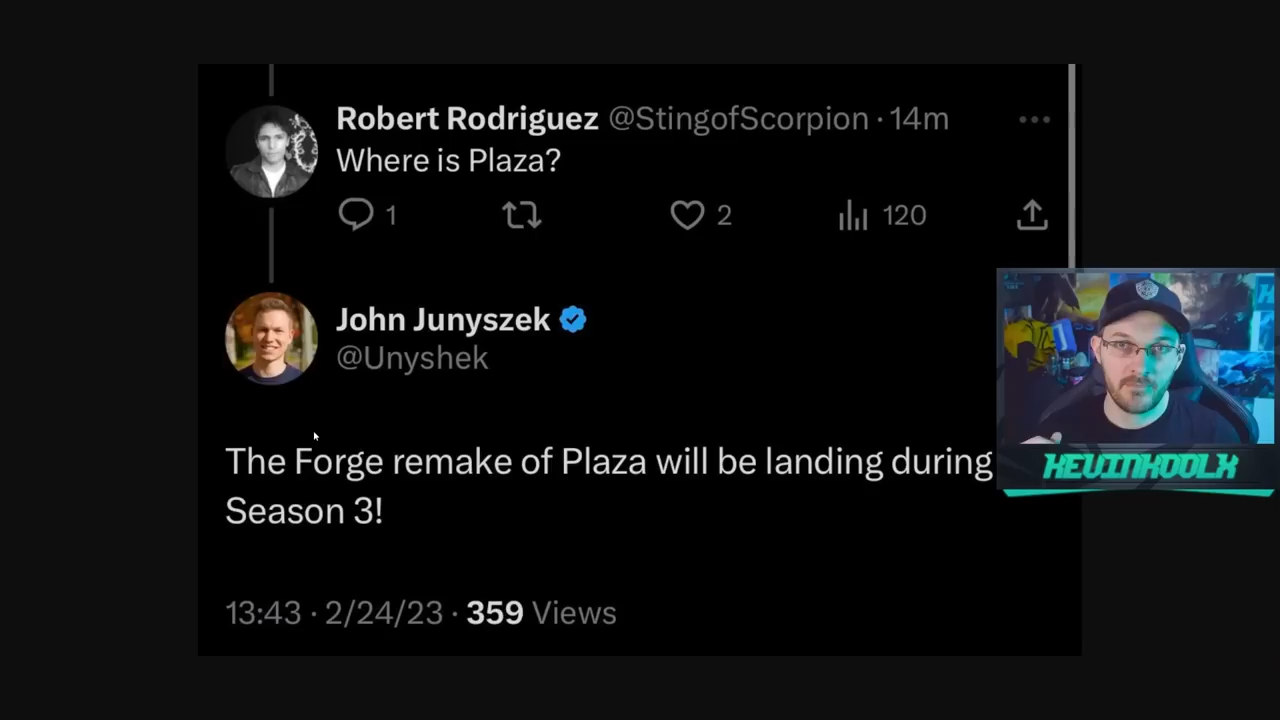 Robert Rodriguez @StingofScorpion · 14m
Where is Plaza?
1 2 120
John Junyszek
@Unyshek
The Forge remake of Plaza will be landing during
Season 3!
KEVINKOOLX
13:43 · 2/24/23 · 359 Views